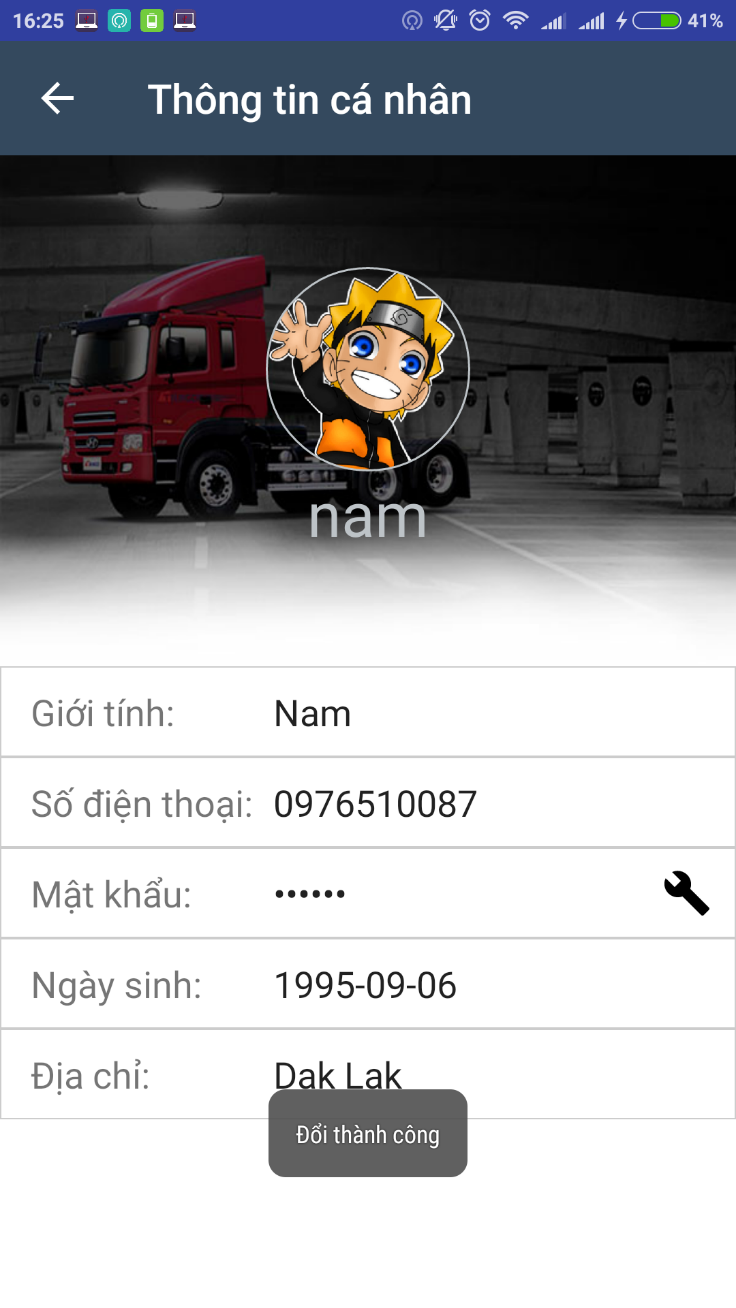 16:25
41%
Thông tin cá nhân
nam
Giới tính: Nam
Số điện thoại: 0976510087
Mật khẩu: ••••••
Ngày sinh: 1995-09-06
Địa chỉ: Dak Lak
Đổi thành công